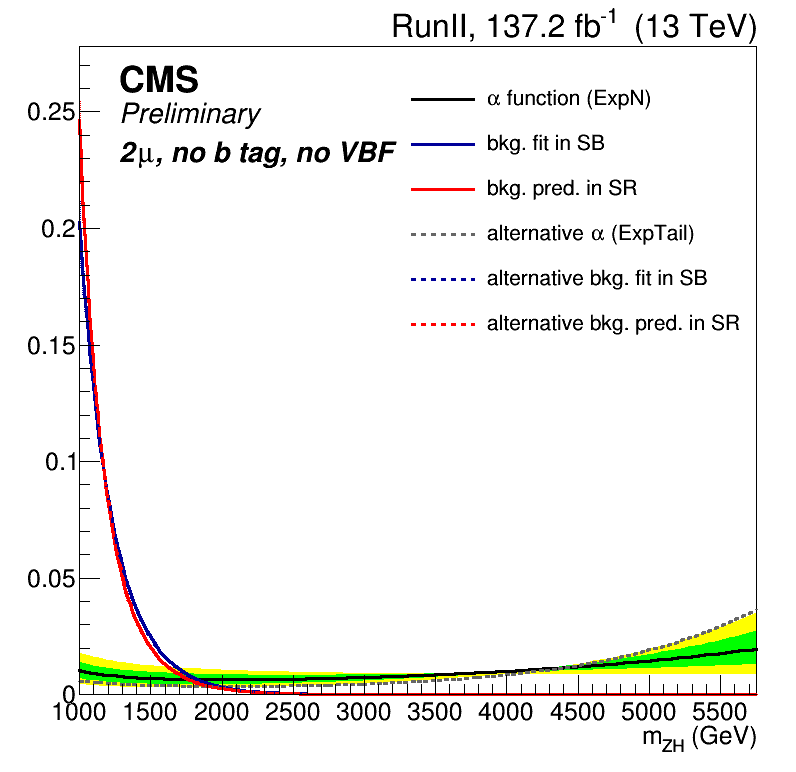 RunII, 137.2 fb⁻¹ (13 TeV)
CMS
Preliminary
2μ, no b tag, no VBF
α function (ExpN)
bkg. fit in SB
bkg. pred. in SR
alternative α (ExpTail)
alternative bkg. fit in SB
alternative bkg. pred. in SR
0.25
0.2
0.15
0.1
0.05
0
1000 1500 2000 2500 3000 3500 4000 4500 5000 5500
m_ZH (GeV)